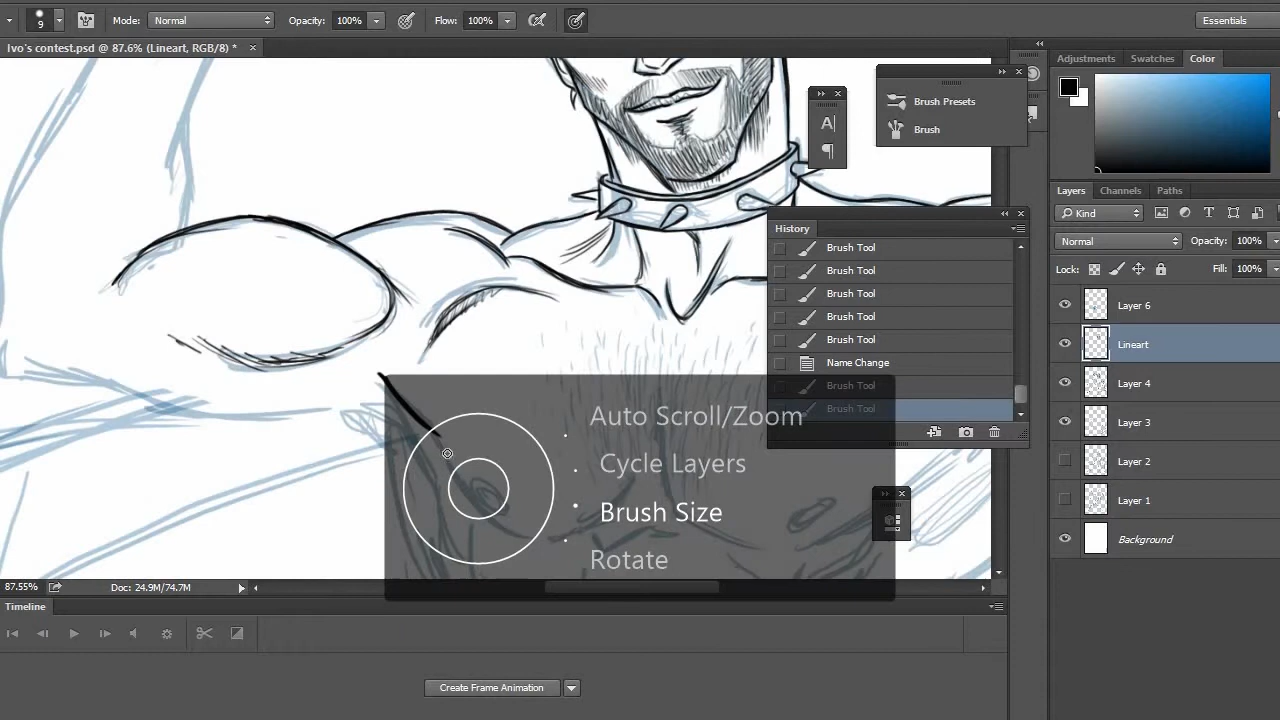 9
Mode: Normal
Opacity: 100%
Flow: 100%
Essentials
Ivo's contest.psd @ 87.6% (Lineart, RGB/8) *
Adjustments
Swatches
Color
Brush Presets
Brush
Layers
Channels
Paths
Kind
Normal
Opacity: 100%
Lock:
Fill: 100%
History
Brush Tool
Brush Tool
Brush Tool
Brush Tool
Brush Tool
Name Change
Brush Tool
Brush Tool
Layer 6
Lineart
Layer 4
Layer 3
Layer 2
Layer 1
Background
Auto Scroll/Zoom
Cycle Layers
Brush Size
Rotate
87.55%
Doc: 24.9M/74.7M
Timeline
Create Frame Animation